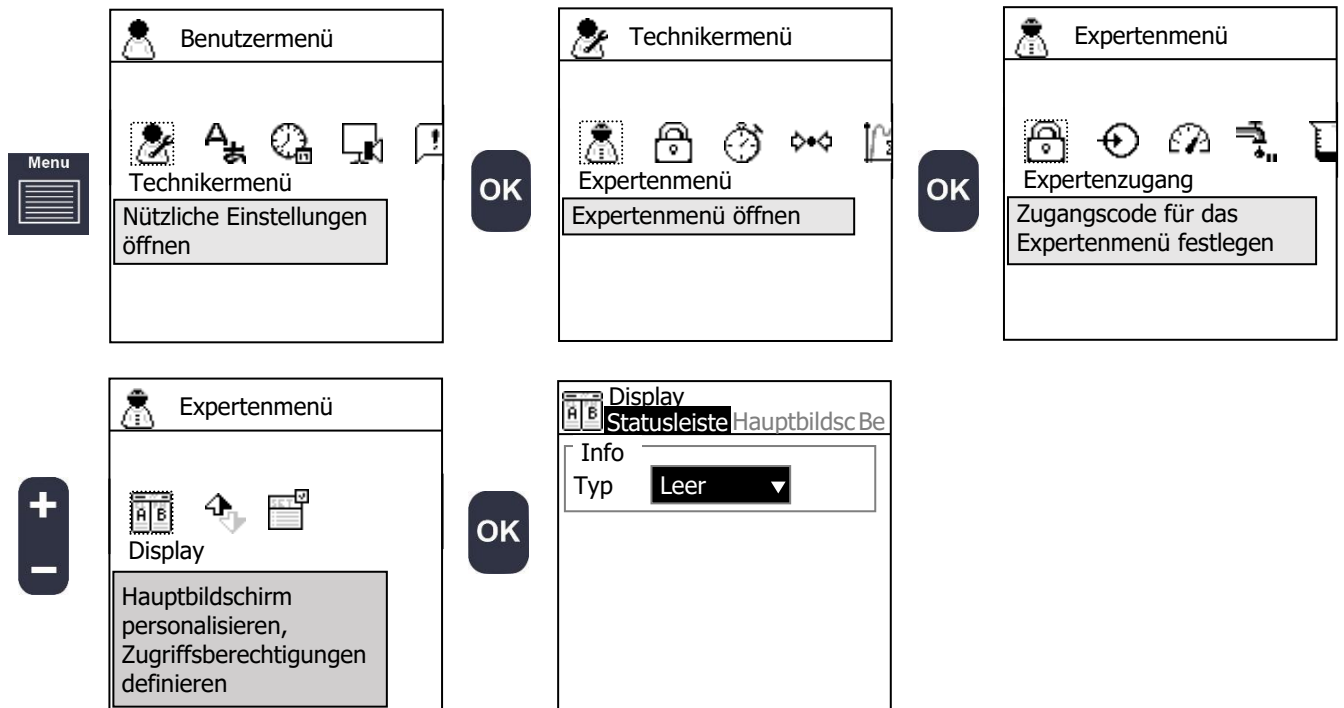 Menu
Benutzermenü
Technikermenü
Nützliche Einstellungen
öffnen
OK
Technikermenü
Expertenmenü
Expertenmenü öffnen
OK
Expertenmenü
Expertenzugang
Zugangscode für das
Expertenmenü festlegen
+
–
Expertenmenü
A B
SET
Display
Hauptbildschirm
personalisieren,
Zugriffsberechtigungen
definieren
OK
A B
Display
Statusleiste Hauptbildsc Be
Info
Typ Leer